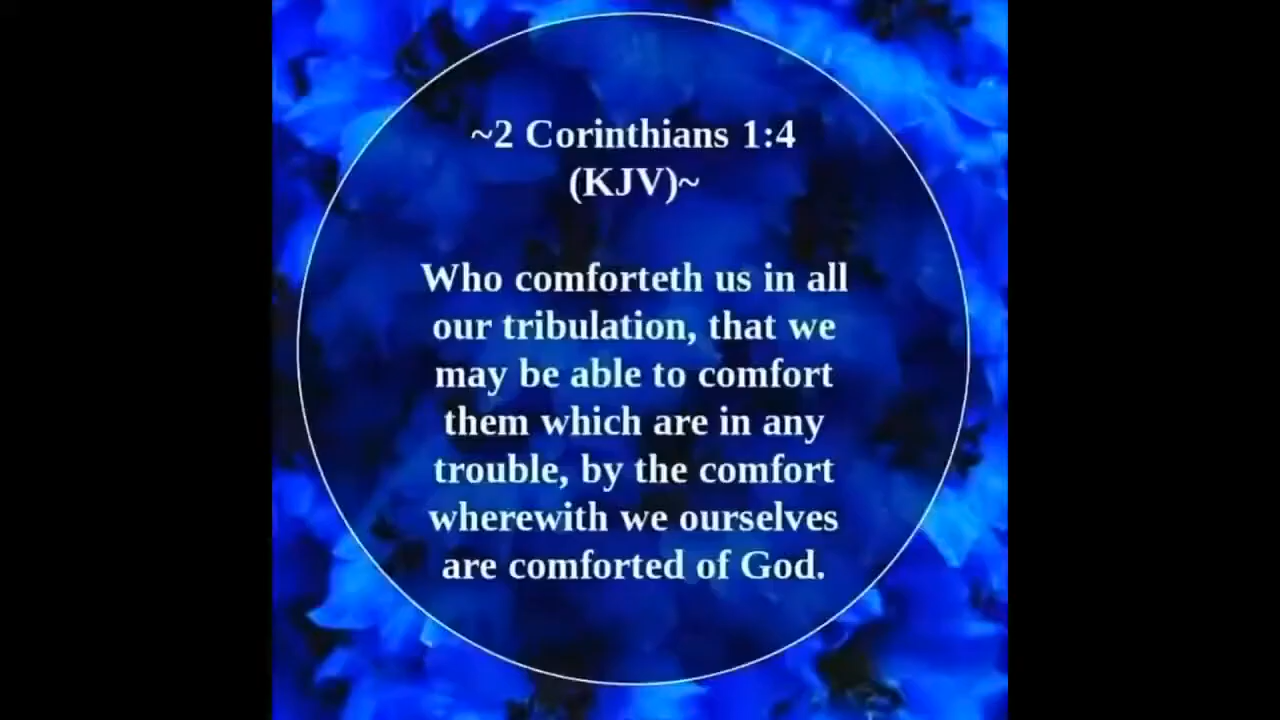 ~2 Corinthians 1:4
(KJV)~
Who comforteth us in all
our tribulation, that we
may be able to comfort
them which are in any
trouble, by the comfort
wherewith we ourselves
are comforted of God.